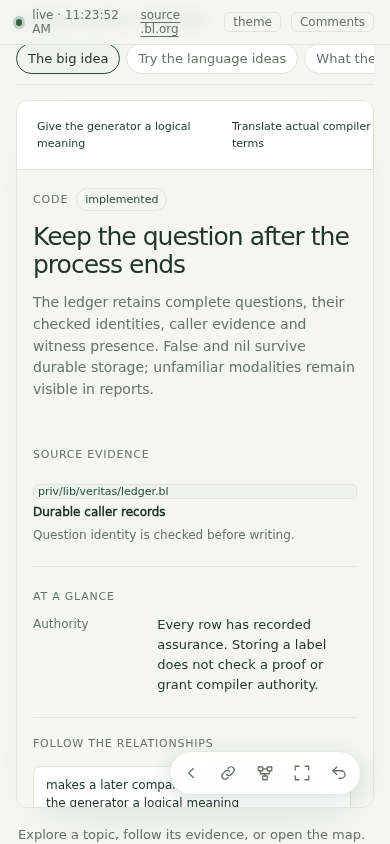 live · 11:23:52 AM
source.bl.org
theme
Comments
The big idea
Try the language ideas
What the
Give the generator a logical meaning
Translate actual compiler terms
CODE
implemented
Keep the question after the
process ends
The ledger retains complete questions, their
checked identities, caller evidence and
witness presence. False and nil survive
durable storage; unfamiliar modalities remain
visible in reports.
SOURCE EVIDENCE
priv/lib/veritas/ledger.bl
Durable caller records
Question identity is checked before writing.
AT A GLANCE
Authority
Every row has recorded
assurance. Storing a label
does not check a proof or
grant compiler authority.
FOLLOW THE RELATIONSHIPS
makes a later compa
the generator a logical meaning
Explore a topic, follow its evidence, or open the map.